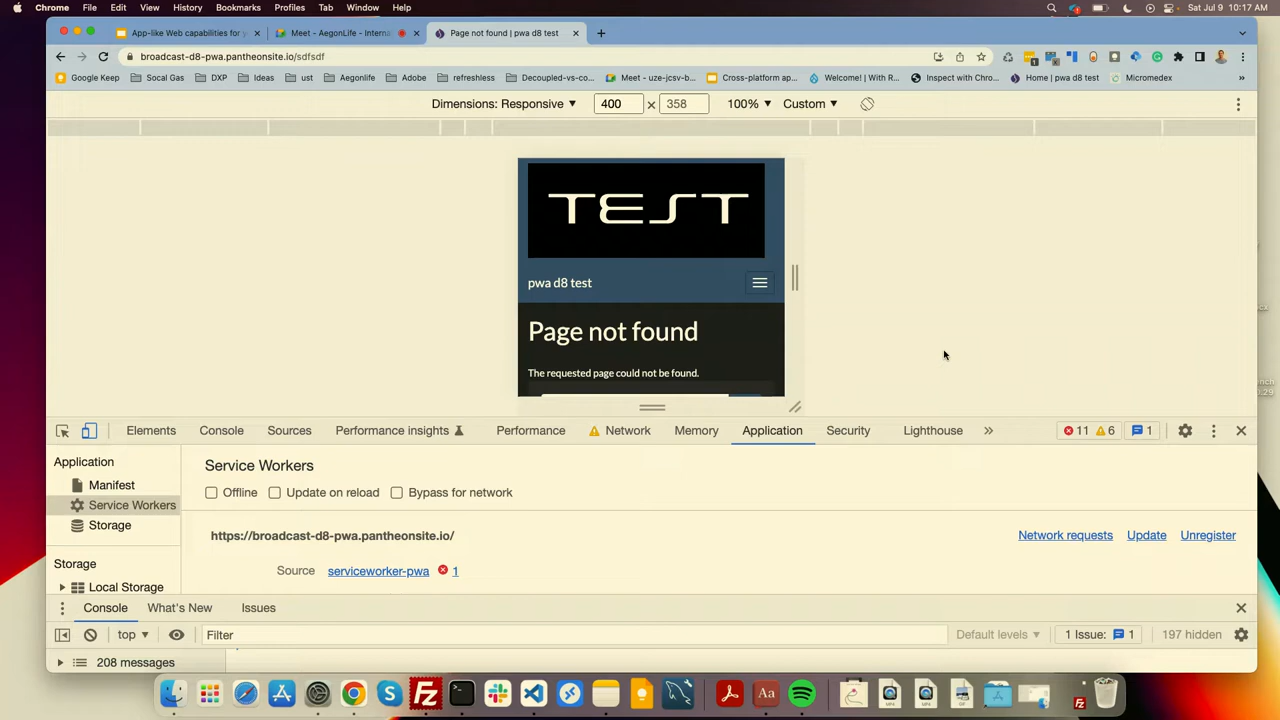 Chrome File Edit View History Bookmarks Profiles Tab Window Help Sat Jul 9 10:17 AM
App-like Web capabilities for y Meet - AegonLife - Interna Page not found | pwa d8 test
broadcast-d8-pwa.pantheonsite.io/sdfsdf
Google Keep Socal Gas DXP Ideas ust Aegonlife Adobe refreshless Decoupled-vs-co... Meet - uze-jcsv-b... Cross-platform ap... Welcome! | With R... Inspect with Chro... Home | pwa d8 test Micromedex »
Dimensions: Responsive 400 × 358 100% Custom
TEST
pwa d8 test
Page not found
The requested page could not be found.
Elements Console Sources Performance insights Performance Network Memory Application Security Lighthouse » 11 6 1
Application
Manifest
Service Workers
Storage
Storage
Local Storage
Service Workers
Offline Update on reload Bypass for network
https://broadcast-d8-pwa.pantheonsite.io/ Network requests Update Unregister
Source serviceworker-pwa 1
Console What's New Issues
top Filter Default levels 1 Issue: 1 197 hidden
208 messages